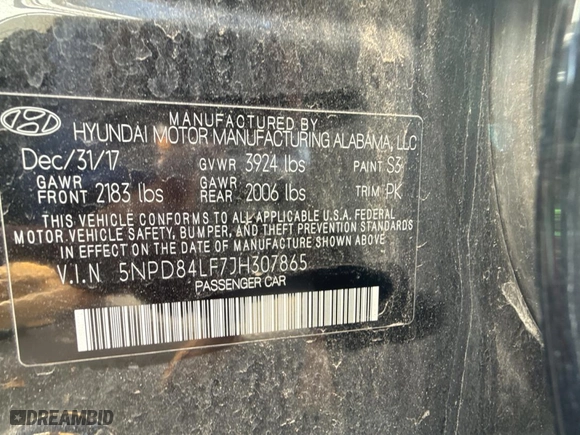 MANUFACTURED BY
HYUNDAI MOTOR MANUFACTURING ALABAMA, LLC
Dec/31/17 GVWR 3924 lbs PAINT S3
GAWR FRONT 2183 lbs GAWR REAR 2006 lbs TRIM PK
THIS VEHICLE CONFORMS TO ALL APPLICABLE U.S.A. FEDERAL
MOTOR VEHICLE SAFETY, BUMPER, AND THEFT PREVENTION STANDARDS
IN EFFECT ON THE DATE OF MANUFACTURE SHOWN ABOVE.
V.I.N. 5NPD84LF7JH307865
PASSENGER CAR
DREAMBID